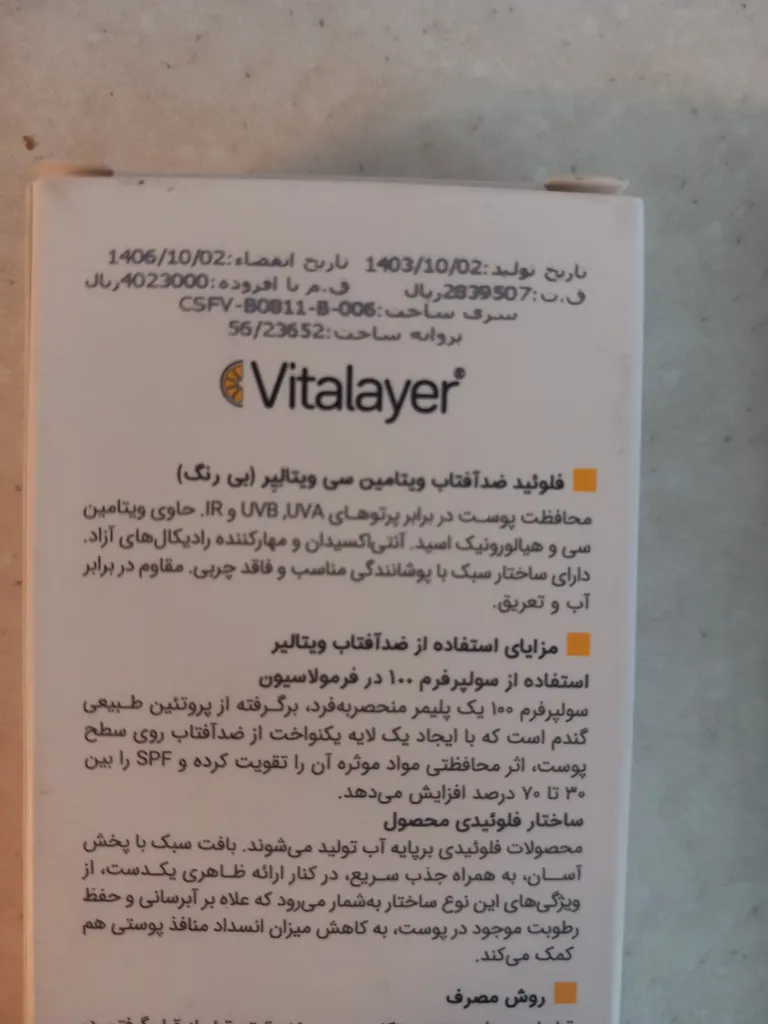 تاریخ تولید:1403/10/02 تاریخ انقضاء:1406/10/02
ف.ت:2839507ریال ف.م با افزوده:4023000ریال
سری ساخت:CSFV-B0811-B-006
پروانه ساخت:56/23652
Vitalayer®
فلوئید ضدآفتاب ویتامین سی ویتالیر (بی رنگ)
محافظت پوست در برابر پرتوهای UVB ,UVA و IR. حاوی ویتامین
سی و هیالورونیک اسید. آنتی‌اکسیدان و مهارکننده رادیکال‌های آزاد.
دارای ساختار سبک با پوشانندگی مناسب و فاقد چربی. مقاوم در برابر
آب و تعریق.
مزایای استفاده از ضدآفتاب ویتالیر
استفاده از سولپرفرم ۱۰۰ در فرمولاسیون
سولپرفرم ۱۰۰ یک پلیمر منحصربه‌فرد، برگرفته از پروتئین طبیعی
گندم است که با ایجاد یک لایه یکنواخت از ضدآفتاب روی سطح
پوست، اثر محافظتی مواد موثره آن را تقویت کرده و SPF را بین
۳۰ تا ۷۰ درصد افزایش می‌دهد.
ساختار فلوئیدی محصول
محصولات فلوئیدی برپایه آب تولید می‌شوند. بافت سبک با پخش
آسان، به همراه جذب سریع، در کنار ارائه ظاهری یکدست، از
ویژگی‌های این نوع ساختار به‌شمار می‌رود که علاه بر آبرسانی و حفظ
رطوبت موجود در پوست، به کاهش میزان انسداد منافذ پوستی هم
کمک می‌کند.
روش مصرف